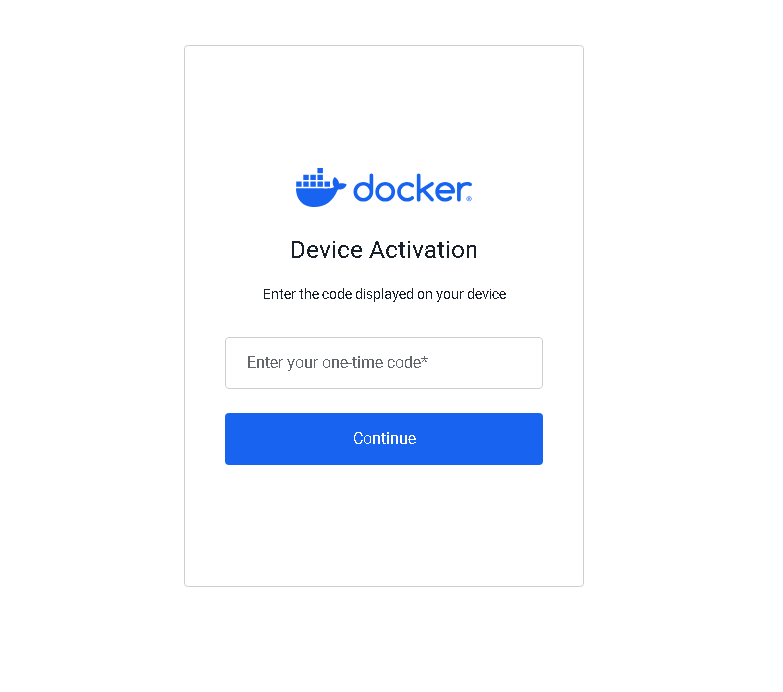 docker®
Device Activation
Enter the code displayed on your device
Enter your one-time code*
Continue